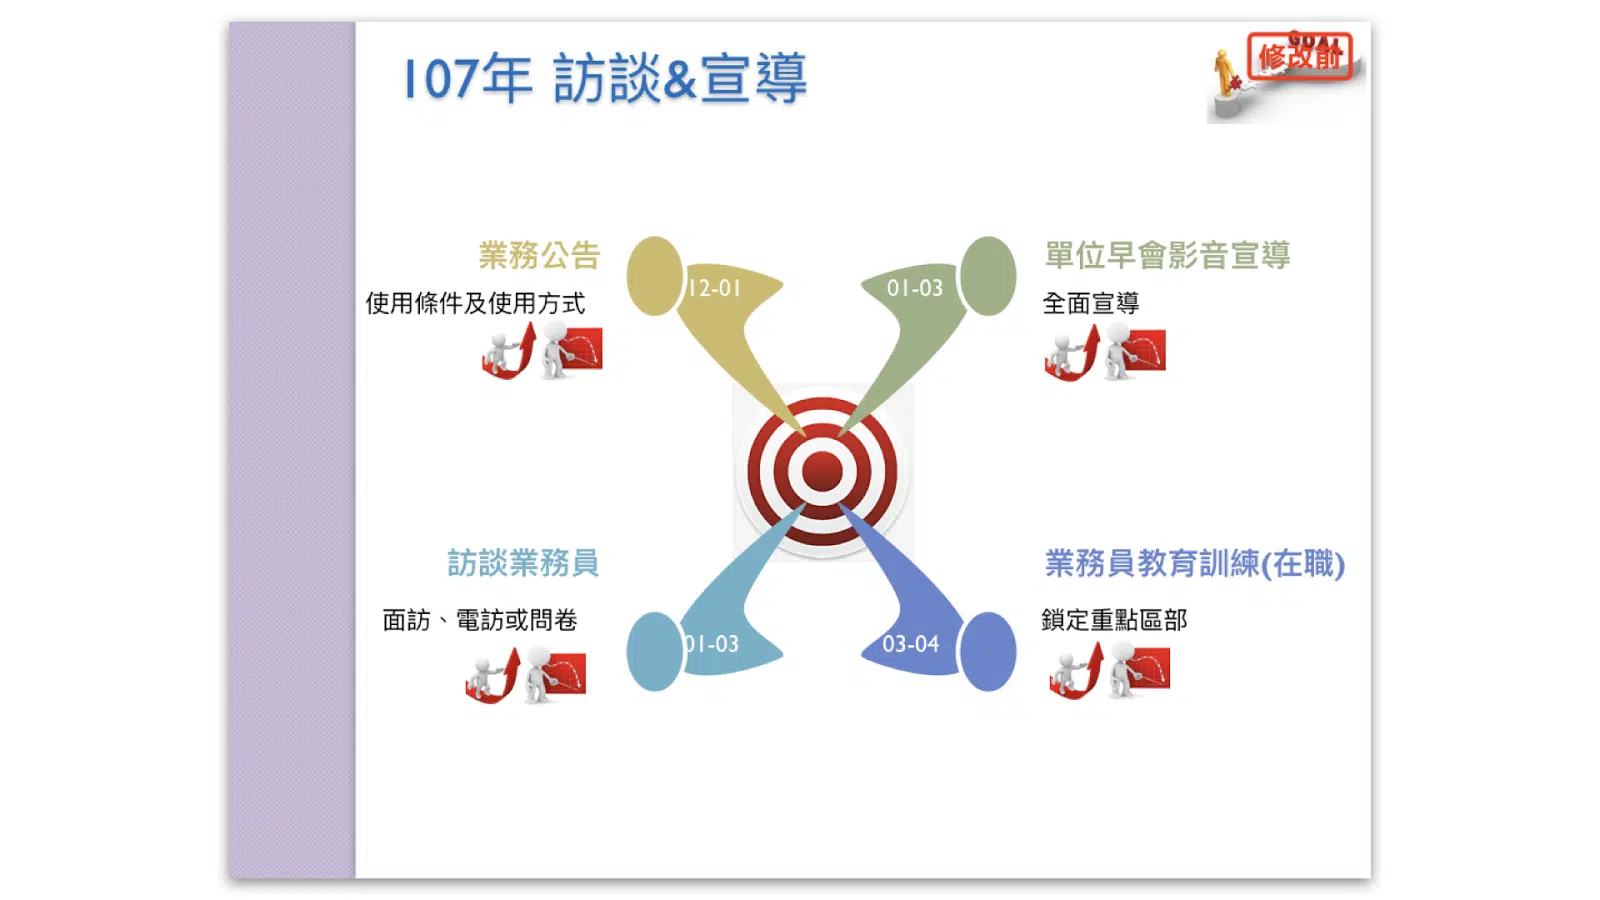 107年 訪談&宣導
GOAL
修改前
業務公告
使用條件及使用方式
12-01
01-03
單位早會影音宣導
全面宣導
訪談業務員
面訪、電訪或問卷
01-03
03-04
業務員教育訓練(在職)
鎖定重點區部